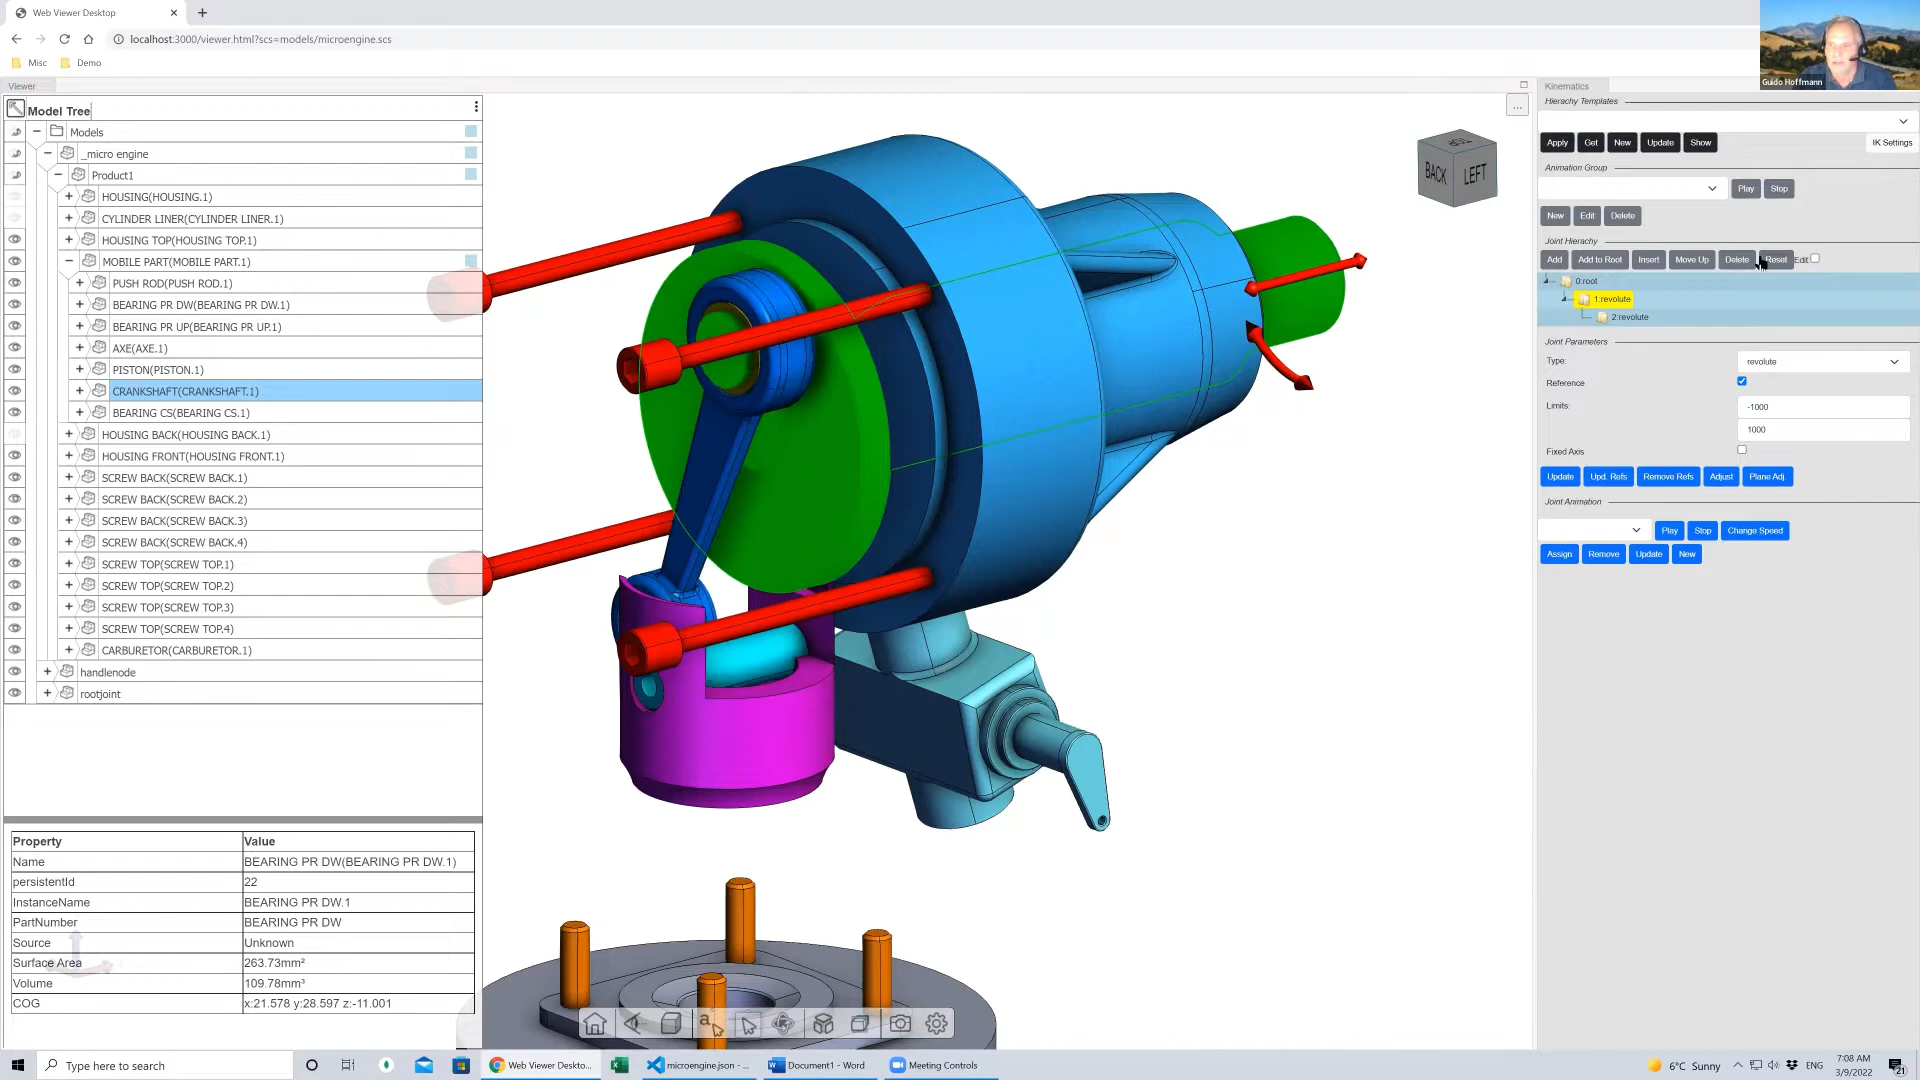 Web Viewer Desktop
localhost:3000/viewer.html?scs=models/microengine.scs
Misc
Demo
Guido Hoffmann
Viewer
Model Tree
Models
_micro engine
Product1
HOUSING(HOUSING.1)
CYLINDER LINER(CYLINDER LINER.1)
HOUSING TOP(HOUSING TOP.1)
MOBILE PART(MOBILE PART.1)
PUSH ROD(PUSH ROD.1)
BEARING PR DW(BEARING PR DW.1)
BEARING PR UP(BEARING PR UP.1)
AXE(AXE.1)
PISTON(PISTON.1)
CRANKSHAFT(CRANKSHAFT.1)
BEARING CS(BEARING CS.1)
HOUSING BACK(HOUSING BACK.1)
HOUSING FRONT(HOUSING FRONT.1)
SCREW BACK(SCREW BACK.1)
SCREW BACK(SCREW BACK.2)
SCREW BACK(SCREW BACK.3)
SCREW BACK(SCREW BACK.4)
SCREW TOP(SCREW TOP.1)
SCREW TOP(SCREW TOP.2)
SCREW TOP(SCREW TOP.3)
SCREW TOP(SCREW TOP.4)
CARBURETOR(CARBURETOR.1)
handlenode
rootjoint
Property Value
Name BEARING PR DW(BEARING PR DW.1)
persistentId 22
InstanceName BEARING PR DW.1
PartNumber BEARING PR DW
Source Unknown
Surface Area 263.73mm²
Volume 109.78mm³
COG x:21.578 y:28.597 z:-11.001
TOP
BACK LEFT
Kinematics
Hierarchy Templates
Apply Get New Update Show IK Settings
Animation Group
Play Stop
New Edit Delete
Joint Hierarchy
Add Add to Root Insert Move Up Delete Reset Edit
0:root
1:revolute
2:revolute
Joint Parameters
Type: revolute
Reference
Limits: -1000
1000
Fixed Axis
Update Upd. Refs Remove Refs Adjust Plane Adj.
Joint Animation
Play Stop Change Speed
Assign Remove Update New
Type here to search
Web Viewer Deskto...
microengine.json - ...
Document1 - Word
Meeting Controls
6°C Sunny
ENG
7:08 AM
3/9/2022
21